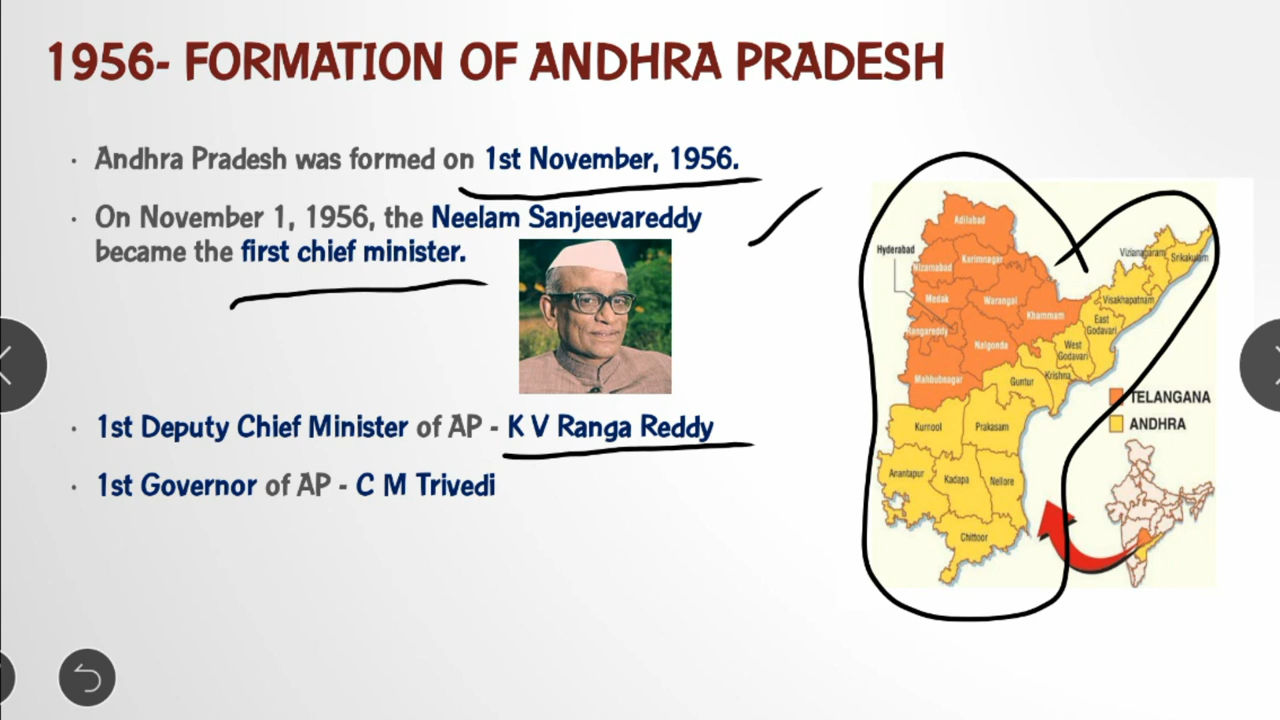 1956- FORMATION OF ANDHRA PRADESH
· Andhra Pradesh was formed on 1st November, 1956.
· On November 1, 1956, the Neelam Sanjeevareddy
became the first chief minister.
· 1st Deputy Chief Minister of AP - K V Ranga Reddy
· 1st Governor of AP - C M Trivedi
Adilabad
Hyderabad
Nizamabad
Karimnagar
Medak
Warangal
Khammam
Rangareddy
Nalgonda
Mahbubnagar
Vizianagaram
Srikakulam
Visakhapatnam
East
Godavari
West
Godavari
Krishna
Guntur
Kurnool
Prakasam
Anantapur
Kadapa
Nellore
Chittoor
TELANGANA
ANDHRA